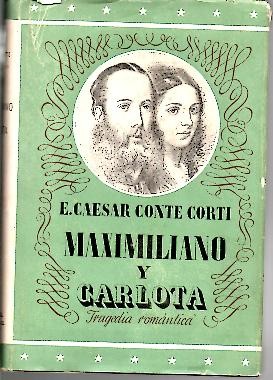 E. CAESAR CONTE CORTI
MAXIMILIANO
Y
CARLOTA
Tragedia romántica